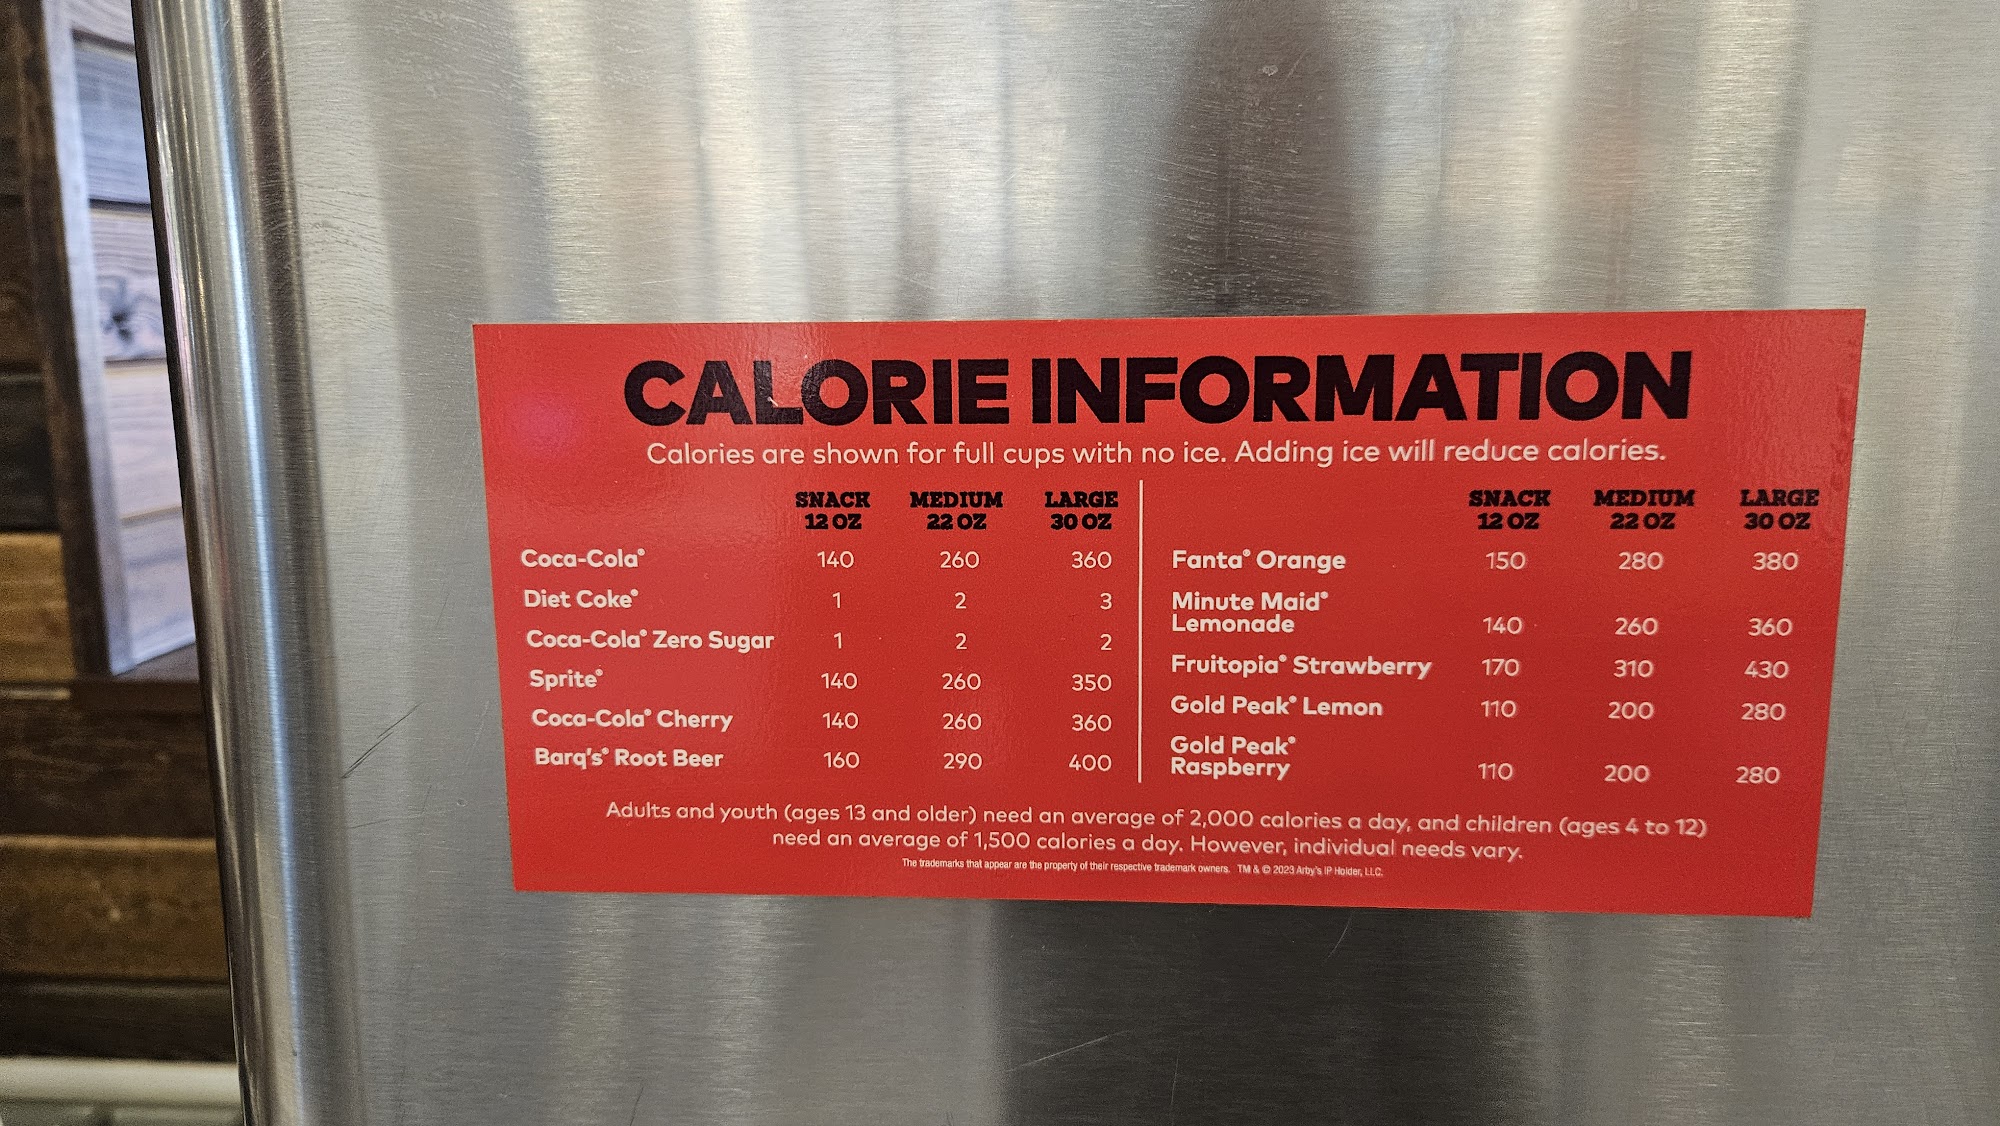 CALORIE INFORMATION
Calories are shown for full cups with no ice. Adding ice will reduce calories.
SNACK MEDIUM LARGE
12 OZ 22 OZ 30 OZ
Coca-Cola® 140 260 360
Diet Coke® 1 2 3
Coca-Cola® Zero Sugar 1 2 2
Sprite® 140 260 350
Coca-Cola® Cherry 140 260 360
Barq's® Root Beer 160 290 400
SNACK MEDIUM LARGE
12 OZ 22 OZ 30 OZ
Fanta® Orange 150 280 380
Minute Maid®
Lemonade 140 260 360
Fruitopia® Strawberry 170 310 430
Gold Peak® Lemon 110 200 280
Gold Peak®
Raspberry 110 200 280
Adults and youth (ages 13 and older) need an average of 2,000 calories a day, and children (ages 4 to 12)
need an average of 1,500 calories a day. However, individual needs vary.
The trademarks that appear are the property of their respective trademark owners. TM & © 2023 Arby's IP Holder, LLC.